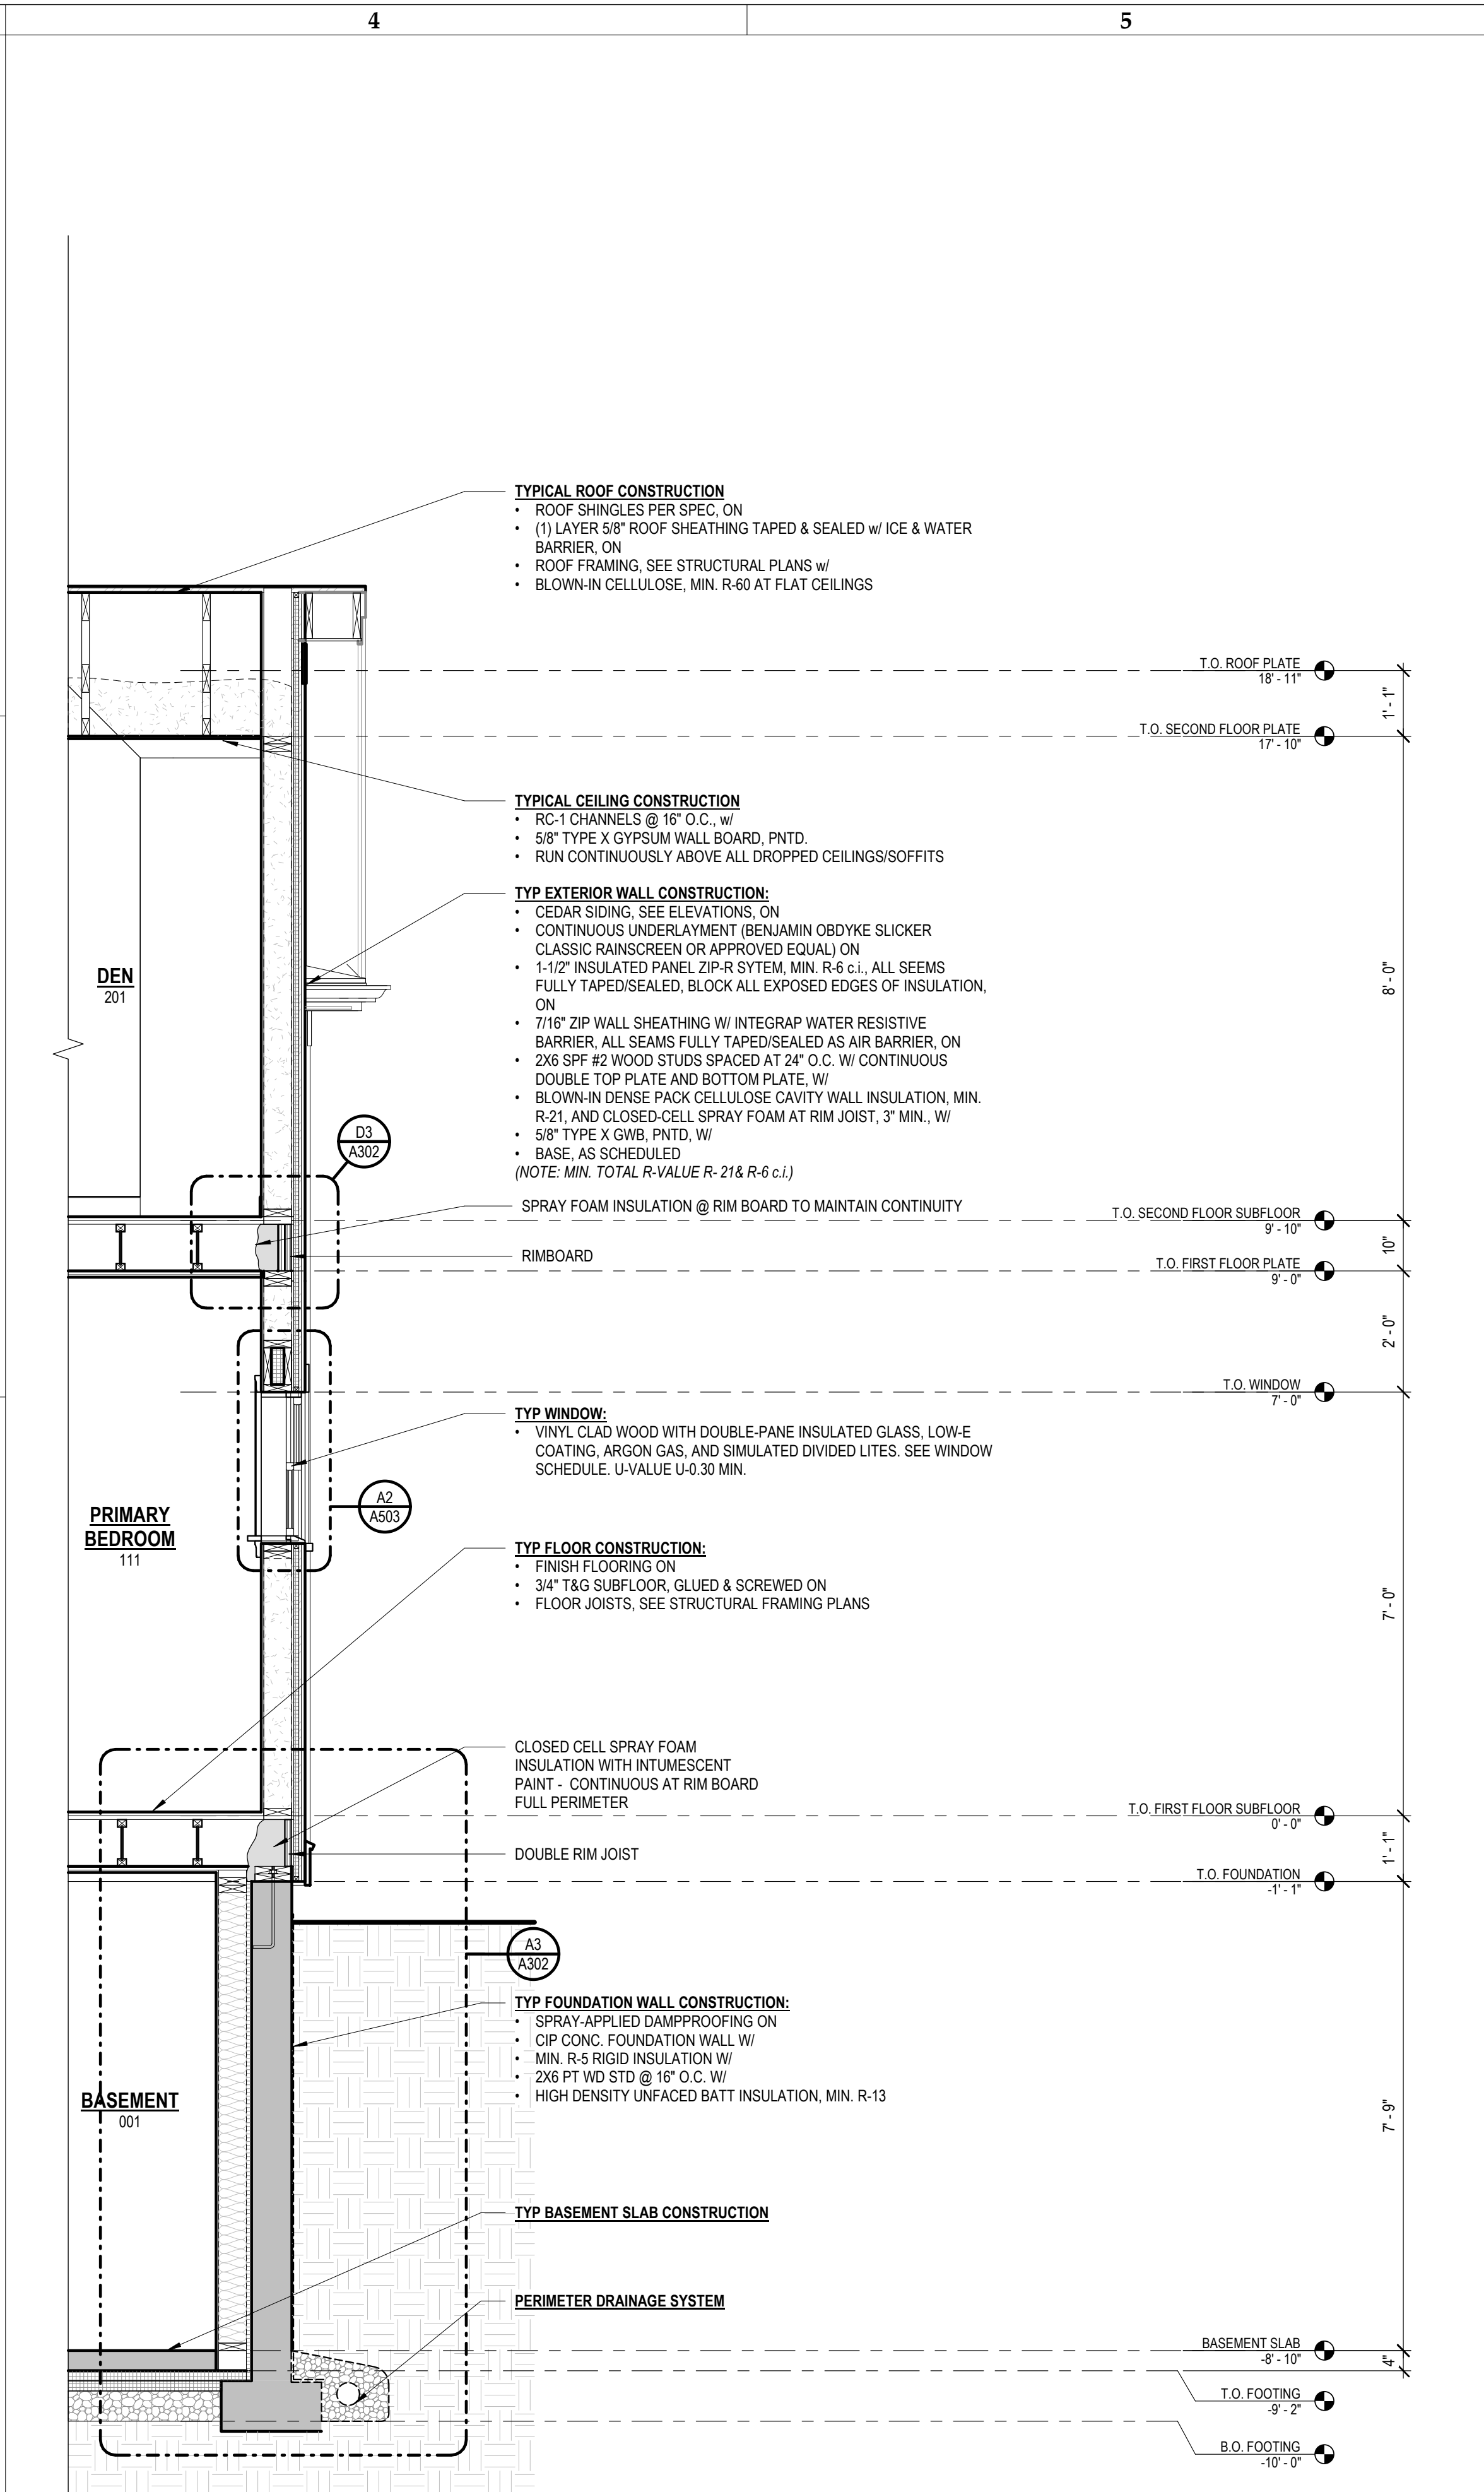 4
5
TYPICAL ROOF CONSTRUCTION
• ROOF SHINGLES PER SPEC, ON
• (1) LAYER 5/8" ROOF SHEATHING TAPED & SEALED w/ ICE & WATER
BARRIER, ON
• ROOF FRAMING, SEE STRUCTURAL PLANS w/
• BLOWN-IN CELLULOSE, MIN. R-60 AT FLAT CEILINGS
T.O. ROOF PLATE
18' - 11"
1' - 1"
T.O. SECOND FLOOR PLATE
17' - 10"
TYPICAL CEILING CONSTRUCTION
• RC-1 CHANNELS @ 16" O.C., w/
• 5/8" TYPE X GYPSUM WALL BOARD, PNTD.
• RUN CONTINUOUSLY ABOVE ALL DROPPED CEILINGS/SOFFITS
TYP EXTERIOR WALL CONSTRUCTION:
• CEDAR SIDING, SEE ELEVATIONS, ON
• CONTINUOUS UNDERLAYMENT (BENJAMIN OBDYKE SLICKER
CLASSIC RAINSCREEN OR APPROVED EQUAL) ON
• 1-1/2" INSULATED PANEL ZIP-R SYTEM, MIN. R-6 c.i., ALL SEEMS
FULLY TAPED/SEALED, BLOCK ALL EXPOSED EDGES OF INSULATION,
ON
• 7/16" ZIP WALL SHEATHING W/ INTEGRAP WATER RESISTIVE
BARRIER, ALL SEAMS FULLY TAPED/SEALED AS AIR BARRIER, ON
• 2X6 SPF #2 WOOD STUDS SPACED AT 24" O.C. W/ CONTINUOUS
DOUBLE TOP PLATE AND BOTTOM PLATE, W/
• BLOWN-IN DENSE PACK CELLULOSE CAVITY WALL INSULATION, MIN.
R-21, AND CLOSED-CELL SPRAY FOAM AT RIM JOIST, 3" MIN., W/
• 5/8" TYPE X GWB, PNTD, W/
• BASE, AS SCHEDULED
(NOTE: MIN. TOTAL R-VALUE R- 21& R-6 c.i.)
8' - 0"
DEN
201
D3
A302
SPRAY FOAM INSULATION @ RIM BOARD TO MAINTAIN CONTINUITY
T.O. SECOND FLOOR SUBFLOOR
9' - 10"
10"
RIMBOARD
T.O. FIRST FLOOR PLATE
9' - 0"
2' - 0"
T.O. WINDOW
7' - 0"
TYP WINDOW:
• VINYL CLAD WOOD WITH DOUBLE-PANE INSULATED GLASS, LOW-E
COATING, ARGON GAS, AND SIMULATED DIVIDED LITES. SEE WINDOW
SCHEDULE. U-VALUE U-0.30 MIN.
A2
A503
PRIMARY
BEDROOM
111
TYP FLOOR CONSTRUCTION:
• FINISH FLOORING ON
• 3/4" T&G SUBFLOOR, GLUED & SCREWED ON
• FLOOR JOISTS, SEE STRUCTURAL FRAMING PLANS
7' - 0"
CLOSED CELL SPRAY FOAM
INSULATION WITH INTUMESCENT
PAINT - CONTINUOUS AT RIM BOARD
FULL PERIMETER
T.O. FIRST FLOOR SUBFLOOR
0' - 0"
1' - 1"
DOUBLE RIM JOIST
T.O. FOUNDATION
-1' - 1"
A3
A302
TYP FOUNDATION WALL CONSTRUCTION:
• SPRAY-APPLIED DAMPPROOFING ON
• CIP CONC. FOUNDATION WALL W/
• MIN. R-5 RIGID INSULATION W/
• 2X6 PT WD STD @ 16" O.C. W/
• HIGH DENSITY UNFACED BATT INSULATION, MIN. R-13
BASEMENT
001
7' - 9"
TYP BASEMENT SLAB CONSTRUCTION
PERIMETER DRAINAGE SYSTEM
BASEMENT SLAB
-8' - 10"
4"
T.O. FOOTING
-9' - 2"
B.O. FOOTING
-10' - 0"